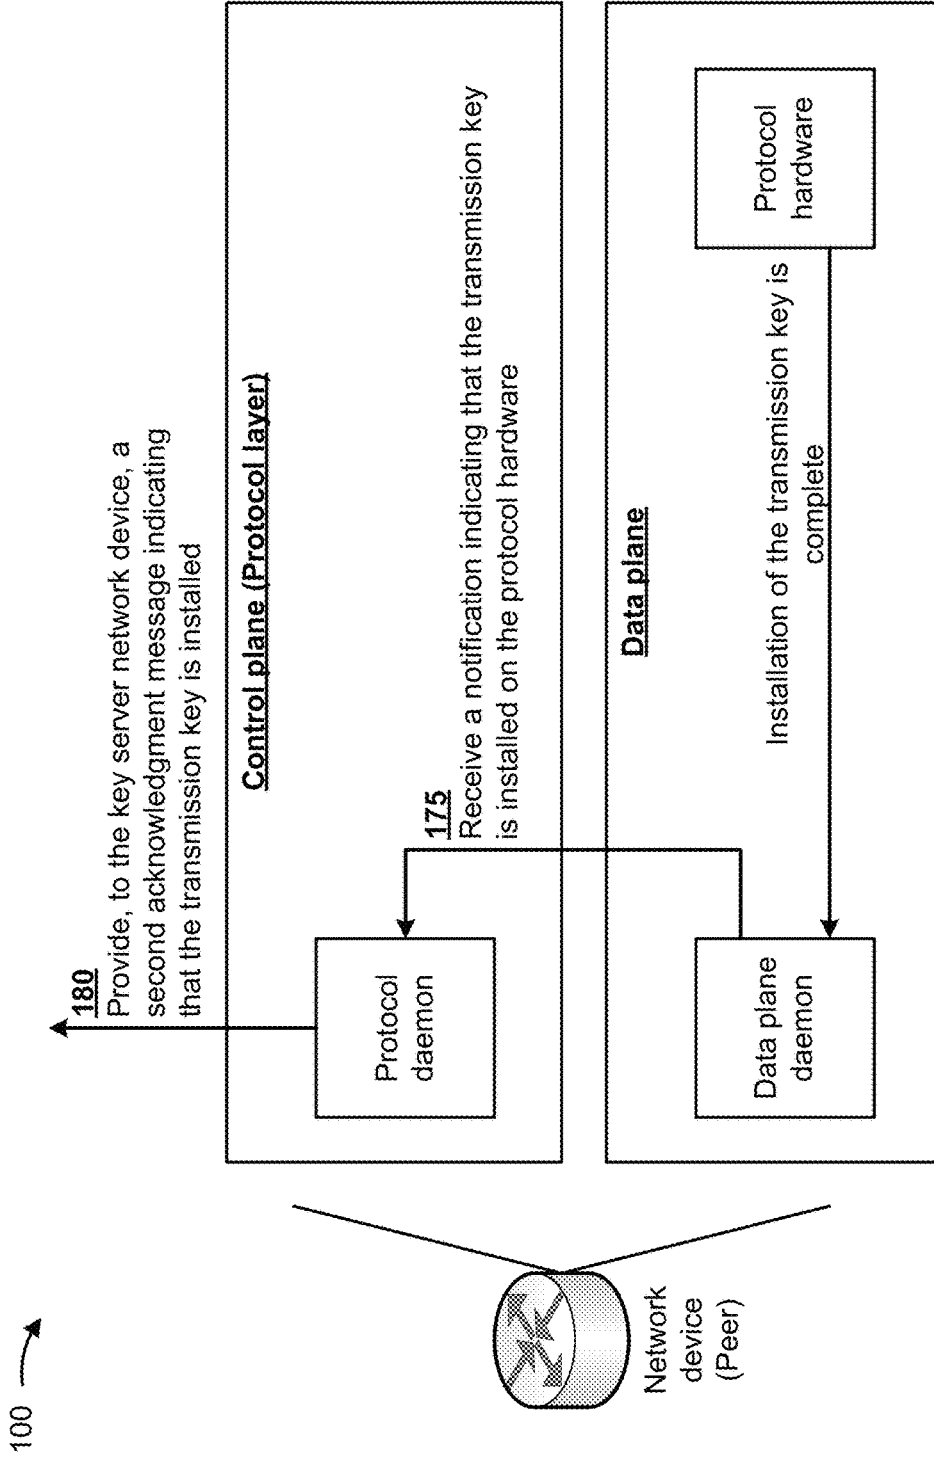 100
180
Provide, to the key server network device, a
second acknowledgment message indicating
that the transmission key is installed
Control plane (Protocol layer)
Protocol
daemon
175
Receive a notification indicating that the transmission key
is installed on the protocol hardware
Data plane
Data plane
daemon
Installation of the transmission key is
complete
Protocol
hardware
Network
device
(Peer)